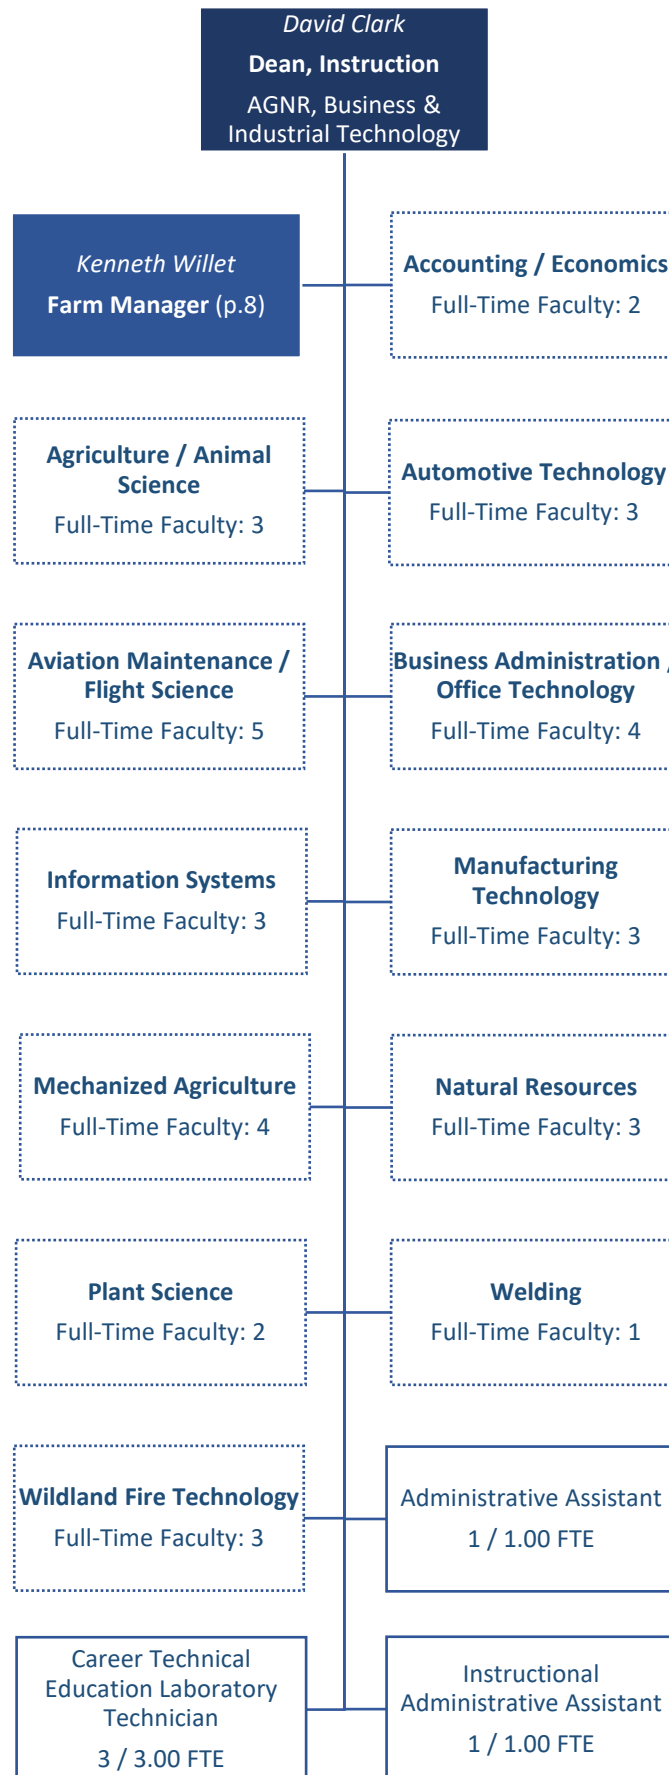 David Clark
Dean, Instruction
AGNR, Business &
Industrial Technology
Kenneth Willet
Farm Manager (p.8)
Accounting / Economics
Full-Time Faculty: 2
Agriculture / Animal
Science
Full-Time Faculty: 3
Automotive Technology
Full-Time Faculty: 3
Aviation Maintenance /
Flight Science
Full-Time Faculty: 5
Business Administration /
Office Technology
Full-Time Faculty: 4
Information Systems
Full-Time Faculty: 3
Manufacturing
Technology
Full-Time Faculty: 3
Mechanized Agriculture
Full-Time Faculty: 4
Natural Resources
Full-Time Faculty: 3
Plant Science
Full-Time Faculty: 2
Welding
Full-Time Faculty: 1
Wildland Fire Technology
Full-Time Faculty: 3
Administrative Assistant
1 / 1.00 FTE
Career Technical
Education Laboratory
Technician
3 / 3.00 FTE
Instructional
Administrative Assistant
1 / 1.00 FTE